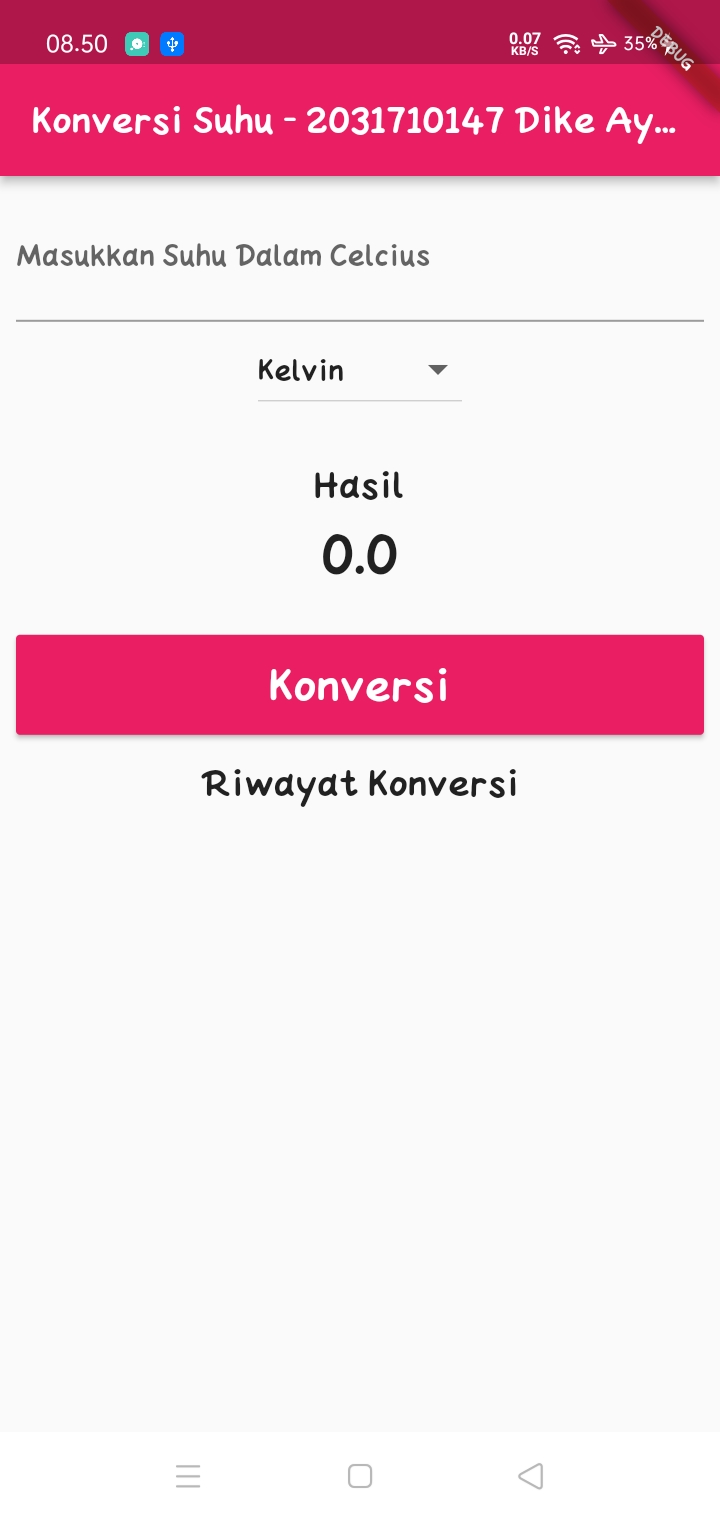 08.50
0.07
KB/S
35%
DEBUG
Konversi Suhu - 2031710147 Dike Ay...
Masukkan Suhu Dalam Celcius
Kelvin
Hasil
0.0
Konversi
Riwayat Konversi